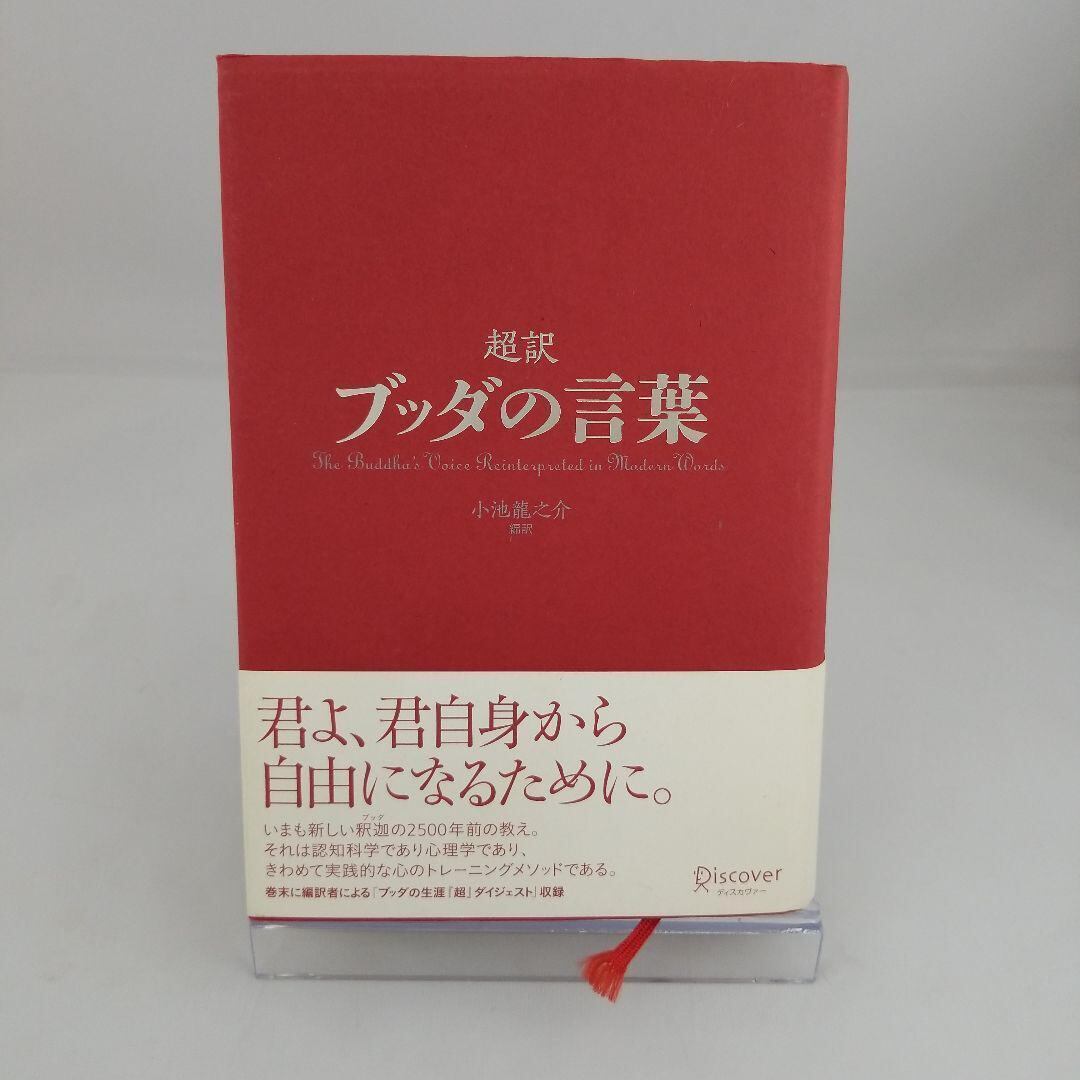 超訳
ブッダの言葉
The Buddha's Voice Reinterpreted in Modern Words
小池龍之介
編訳
君よ、君自身から
自由になるために。
ブッダ
いまも新しい釈迦の2500年前の教え。
それは認知科学であり心理学であり、
きわめて実践的な心のトレーニングメソッドである。
巻末に編訳者による「ブッダの生涯『超』ダイジェスト」収録
Discover
ディスカヴァー